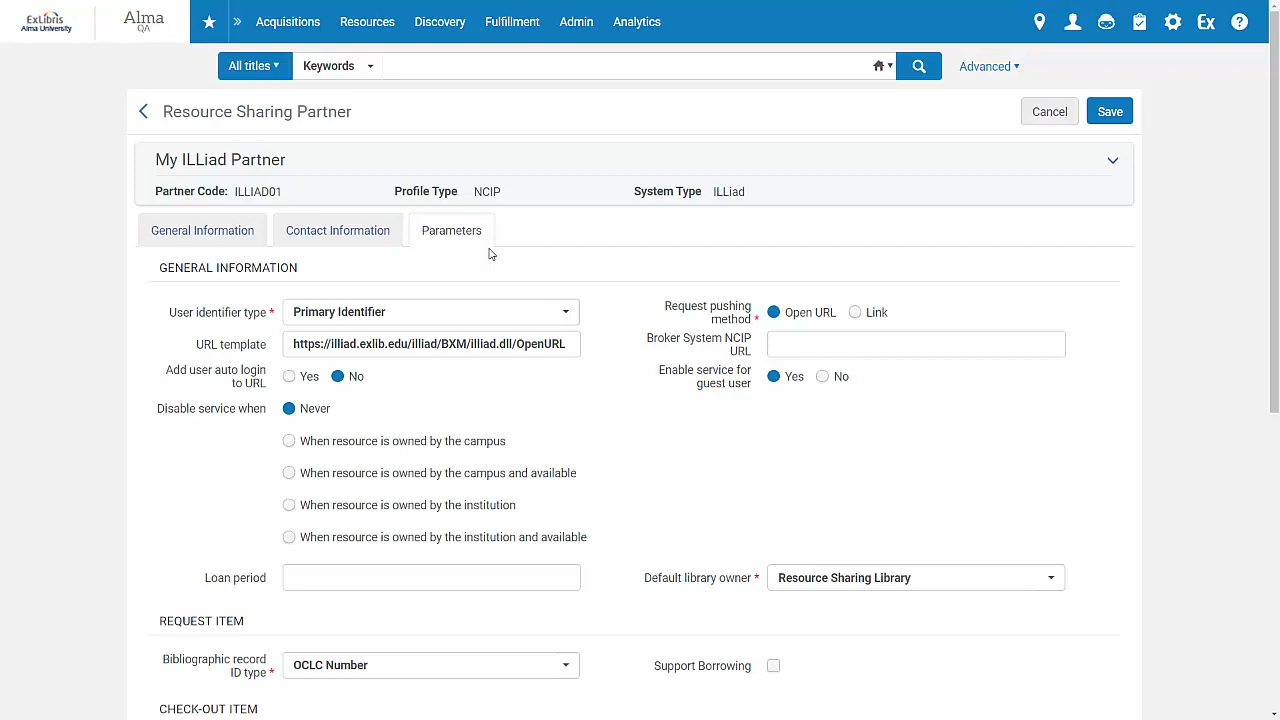 ExLibris
Alma University
Alma
QA
Acquisitions Resources Discovery Fulfillment Admin Analytics
Ex
?
All titles Keywords Advanced
Resource Sharing Partner Cancel Save
My ILLiad Partner
Partner Code: ILLIAD01 Profile Type NCIP System Type ILLiad
General Information Contact Information Parameters
GENERAL INFORMATION
User identifier type * Primary Identifier
Request pushing
method * Open URL Link
URL template https://illiad.exlib.edu/illiad/BXM/illiad.dll/OpenURL
Broker System NCIP
URL
Add user auto login
to URL Yes No
Enable service for
guest user Yes No
Disable service when Never
When resource is owned by the campus
When resource is owned by the campus and available
When resource is owned by the institution
When resource is owned by the institution and available
Loan period Default library owner * Resource Sharing Library
REQUEST ITEM
Bibliographic record
ID type * OCLC Number Support Borrowing
CHECK-OUT ITEM